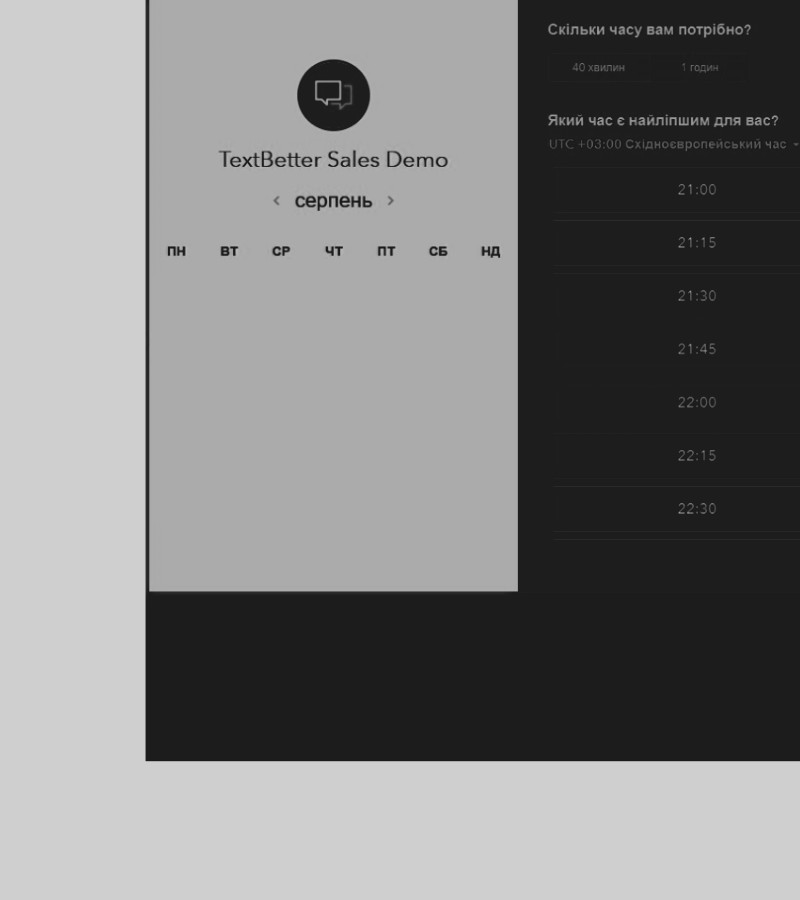 TextBetter Sales Demo
серпень
ПН ВТ СР ЧТ ПТ СБ НД
Скільки часу вам потрібно?
40 хвилин 1 годин
Який час є найліпшим для вас?
UTC +03:00 Східноєвропейський час
21:00
21:15
21:30
21:45
22:00
22:15
22:30